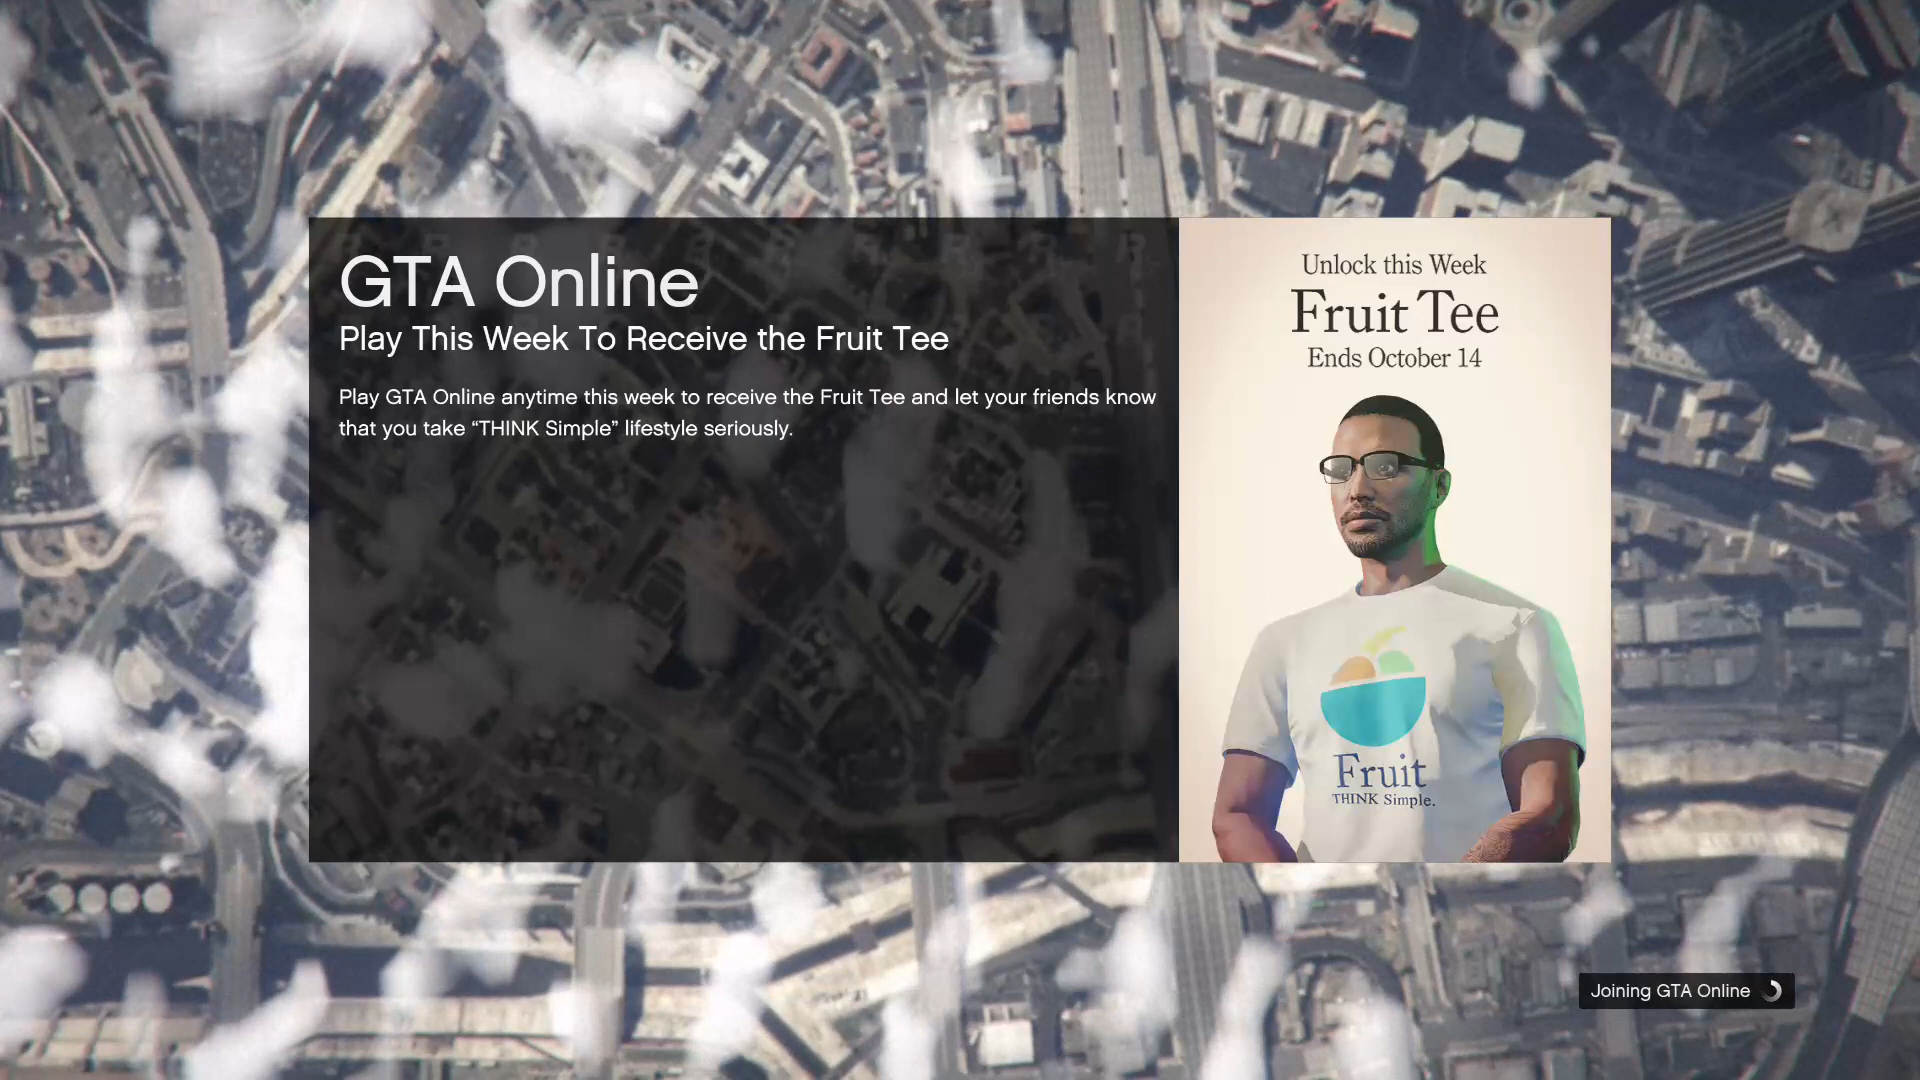 GTA Online
Play This Week To Receive the Fruit Tee
Play GTA Online anytime this week to receive the Fruit Tee and let your friends know
that you take “THINK Simple” lifestyle seriously.
Unlock this Week
Fruit Tee
Ends October 14
Fruit
THINK Simple.
Joining GTA Online